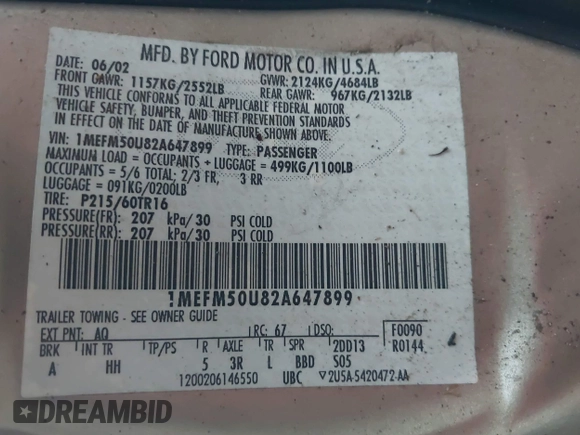 MFD. BY FORD MOTOR CO. IN U.S.A.
DATE: 06/02 GVWR: 2124KG/4684LB
FRONT GAWR: 1157KG/2552LB REAR GAWR: 967KG/2132LB
THIS VEHICLE CONFORMS TO ALL APPLICABLE FEDERAL MOTOR
VEHICLE SAFETY, BUMPER, AND THEFT PREVENTION STANDARDS
IN EFFECT ON THE DATE OF MANUFACTURE SHOWN ABOVE.
VIN: 1MEFM50U82A647899 TYPE: PASSENGER
MAXIMUM LOAD = OCCUPANTS + LUGGAGE = 499KG/1100LB
OCCUPANTS = 5/6 TOTAL; 2/3 FR, 3 RR
LUGGAGE = 091KG/0200LB
TIRE: P215/60TR16
PRESSURE(FR) = 207 kPa/30 PSI COLD
PRESSURE(RR) = 207 kPa/30 PSI COLD
1MEFM50U82A647899
TRAILER TOWING - SEE OWNER GUIDE
EXT PNT: AQ RC: 67 DSO: F0090
BRK INT TR TP/PS R AXLE TR SPR 2DD13 R0144
A HH 5 3R L BBD S05
1200206146550 UBC ▽2U5A-5420472-AA
DREAMBID